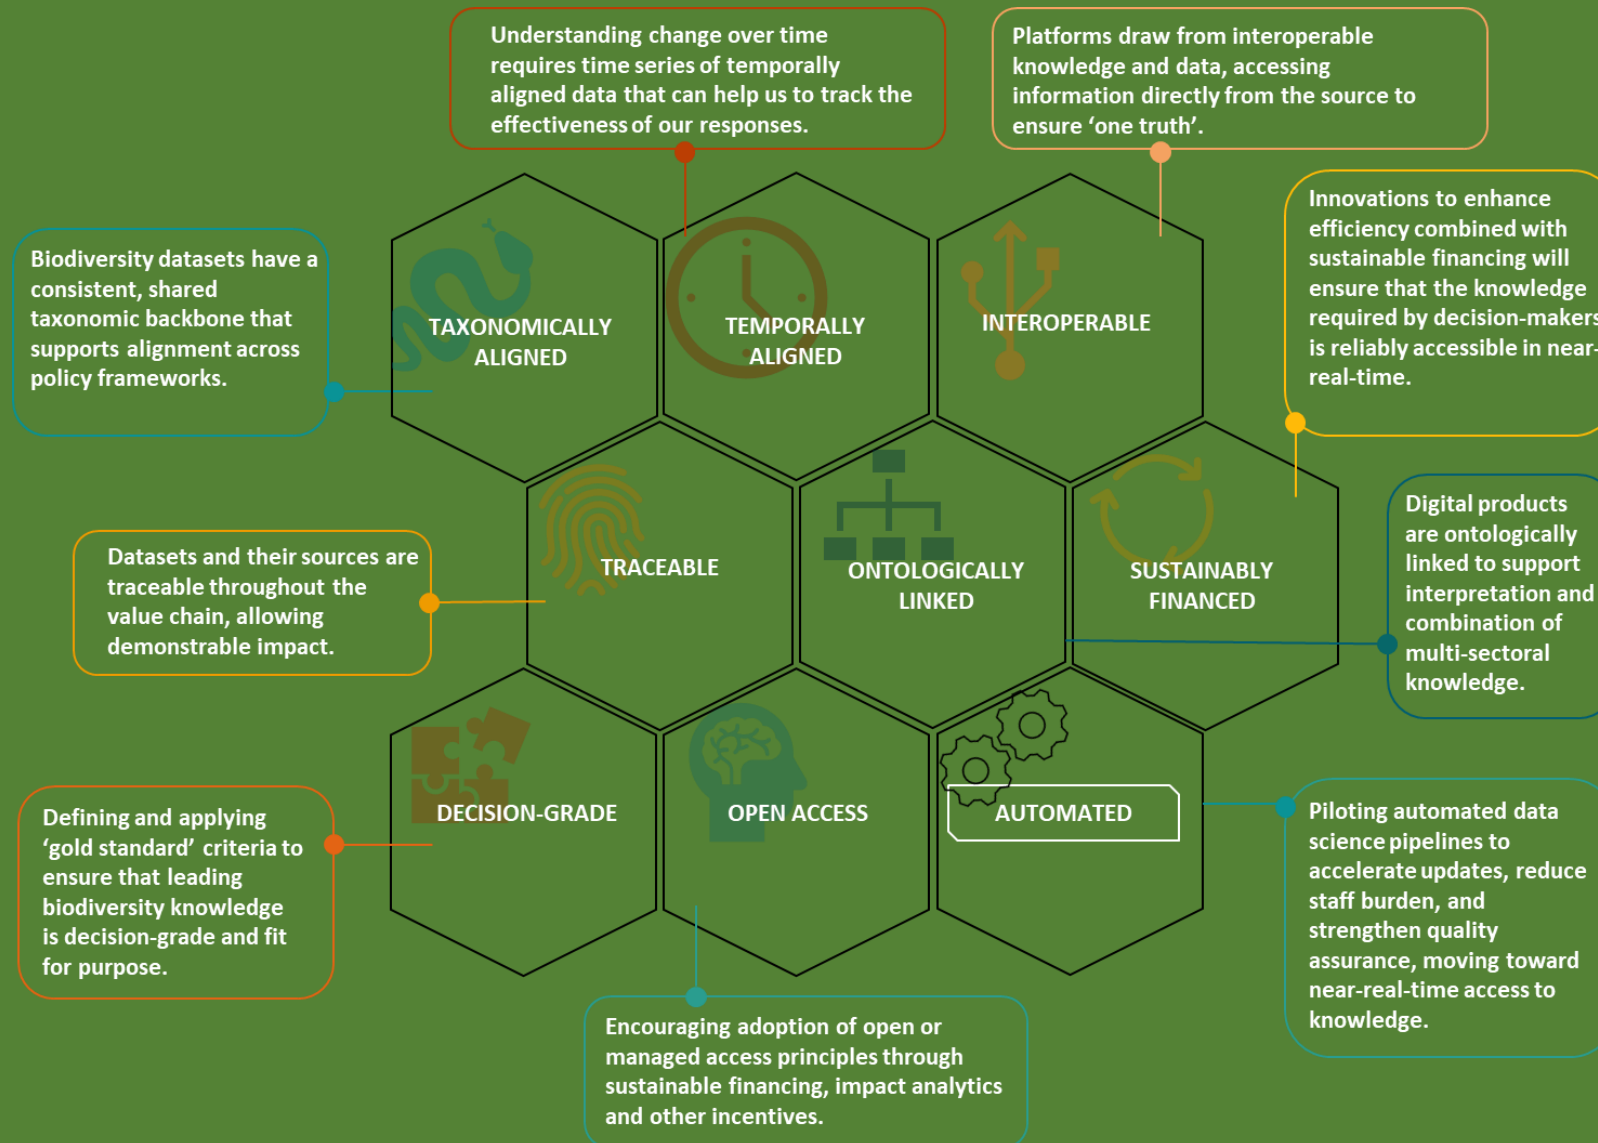 Understanding change over time
requires time series of temporally
aligned data that can help us to track the
effectiveness of our responses.
Platforms draw from interoperable
knowledge and data, accessing
information directly from the source to
ensure ‘one truth’.
Biodiversity datasets have a
consistent, shared
taxonomic backbone that
supports alignment across
policy frameworks.
TAXONOMICALLY
ALIGNED
TEMPORALLY
ALIGNED
INTEROPERABLE
Innovations to enhance
efficiency combined with
sustainable financing will
ensure that the knowledge
required by decision-makers
is reliably accessible in near-
real-time.
Datasets and their sources are
traceable throughout the
value chain, allowing
demonstrable impact.
TRACEABLE
ONTOLOGICALLY
LINKED
SUSTAINABLY
FINANCED
Digital products
are ontologically
linked to support
interpretation and
combination of
multi-sectoral
knowledge.
Defining and applying
‘gold standard’ criteria to
ensure that leading
biodiversity knowledge
is decision-grade and fit
for purpose.
DECISION-GRADE
OPEN ACCESS
AUTOMATED
Piloting automated data
science pipelines to
accelerate updates, reduce
staff burden, and
strengthen quality
assurance, moving toward
near-real-time access to
knowledge.
Encouraging adoption of open or
managed access principles through
sustainable financing, impact analytics
and other incentives.